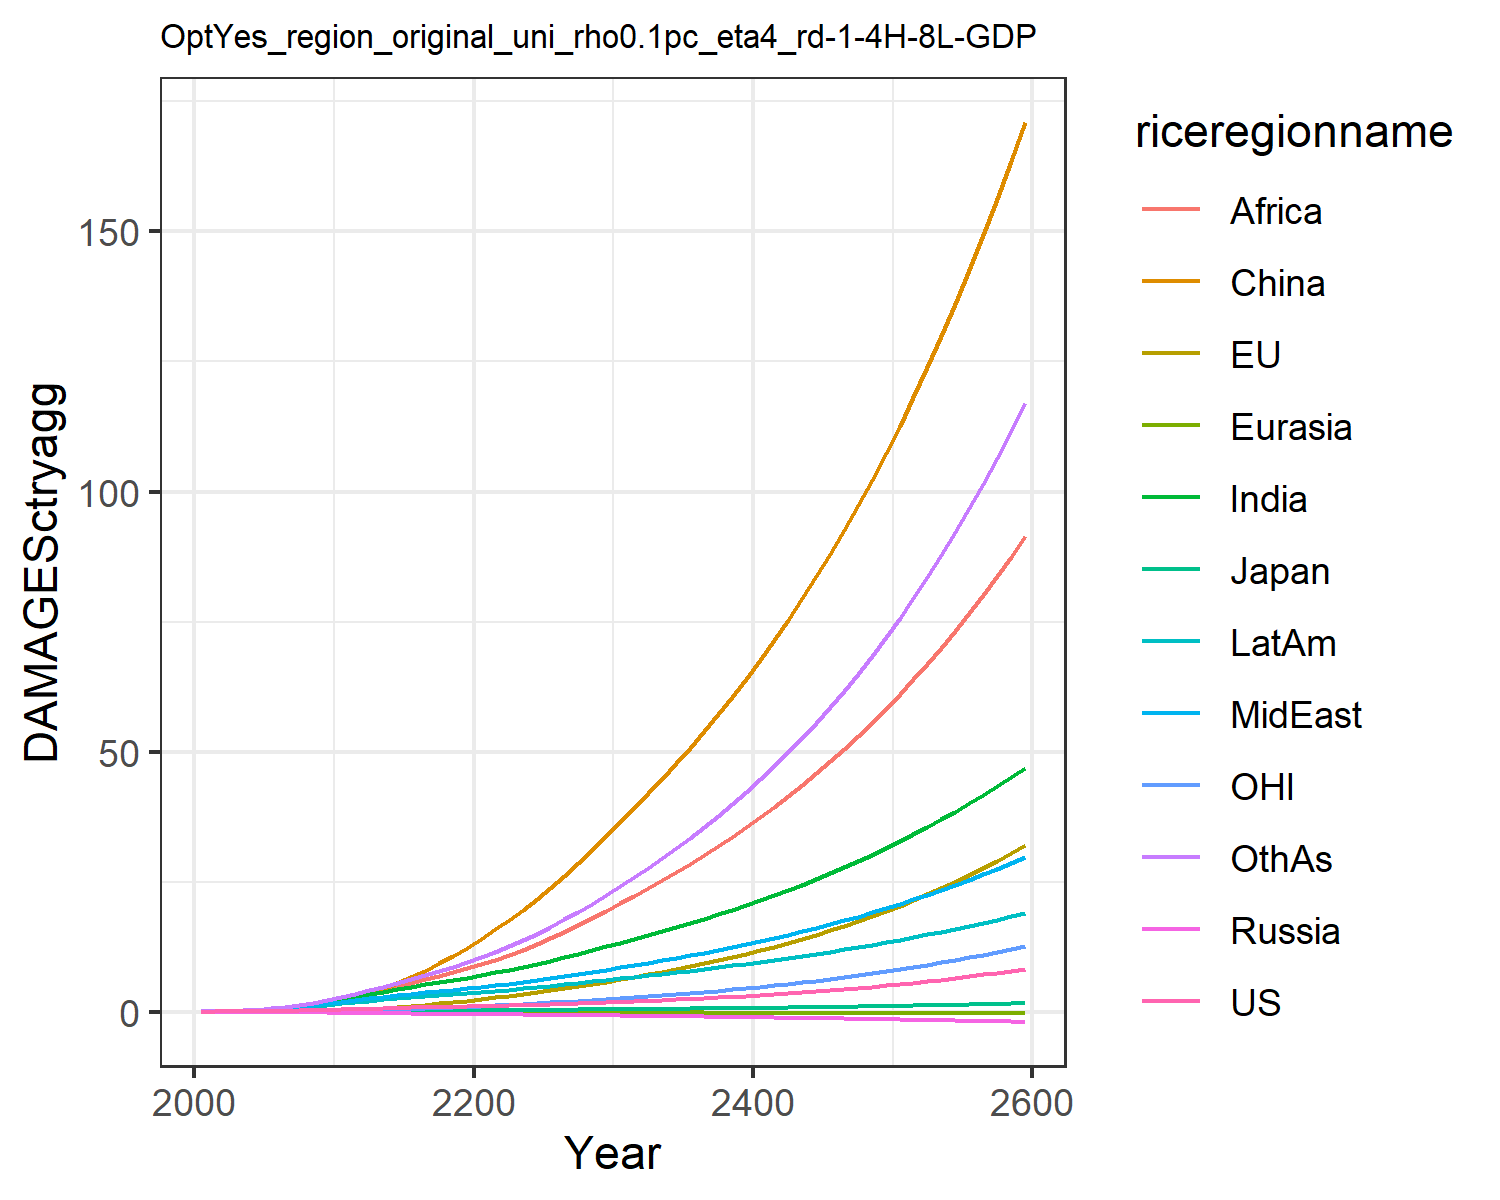 OptYes_region_original_uni_rho0.1pc_eta4_rd-1-4H-8L-GDP
DAMAGESctryagg
150
100
50
0
2000
2200
2400
2600
Year
riceregionname
Africa
China
EU
Eurasia
India
Japan
LatAm
MidEast
OHI
OthAs
Russia
US